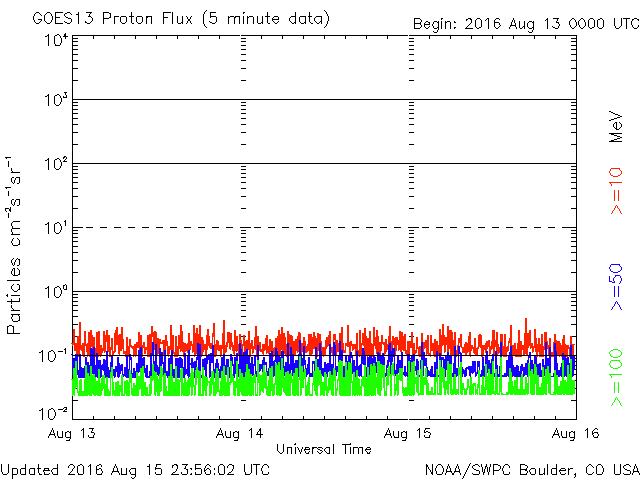 GOES13 Proton Flux (5 minute data)
Begin: 2016 Aug 13 0000 UTC
Particles cm⁻²s⁻¹sr⁻¹
10⁴
10³
10²
10¹
10⁰
10⁻¹
10⁻²
Aug 13
Aug 14
Aug 15
Aug 16
Universal Time
MeV
>=10
>=50
>=100
Updated 2016 Aug 15 23:56:02 UTC
NOAA/SWPC Boulder, CO USA